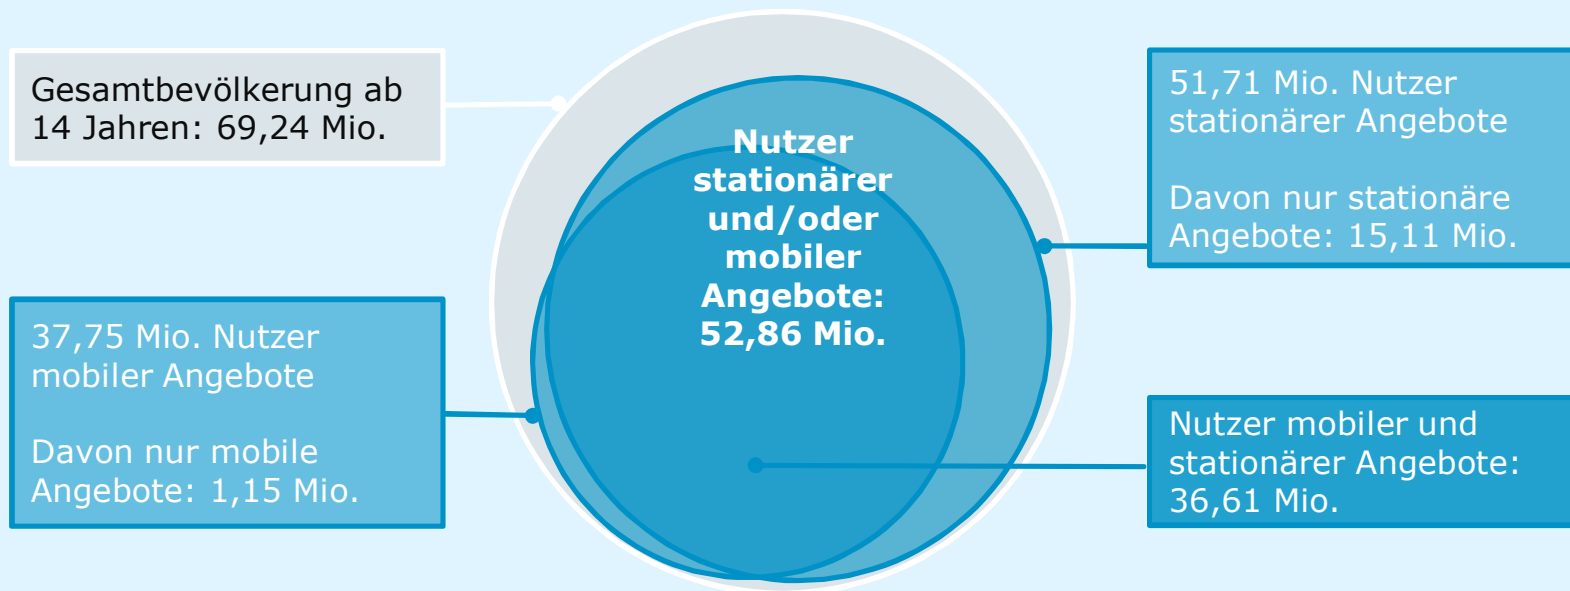 Gesamtbevölkerung ab
14 Jahren: 69,24 Mio.
37,75 Mio. Nutzer
mobiler Angebote
Davon nur mobile
Angebote: 1,15 Mio.
Nutzer
stationärer
und/oder
mobiler
Angebote:
52,86 Mio.
51,71 Mio. Nutzer
stationärer Angebote
Davon nur stationäre
Angebote: 15,11 Mio.
Nutzer mobiler und
stationärer Angebote:
36,61 Mio.